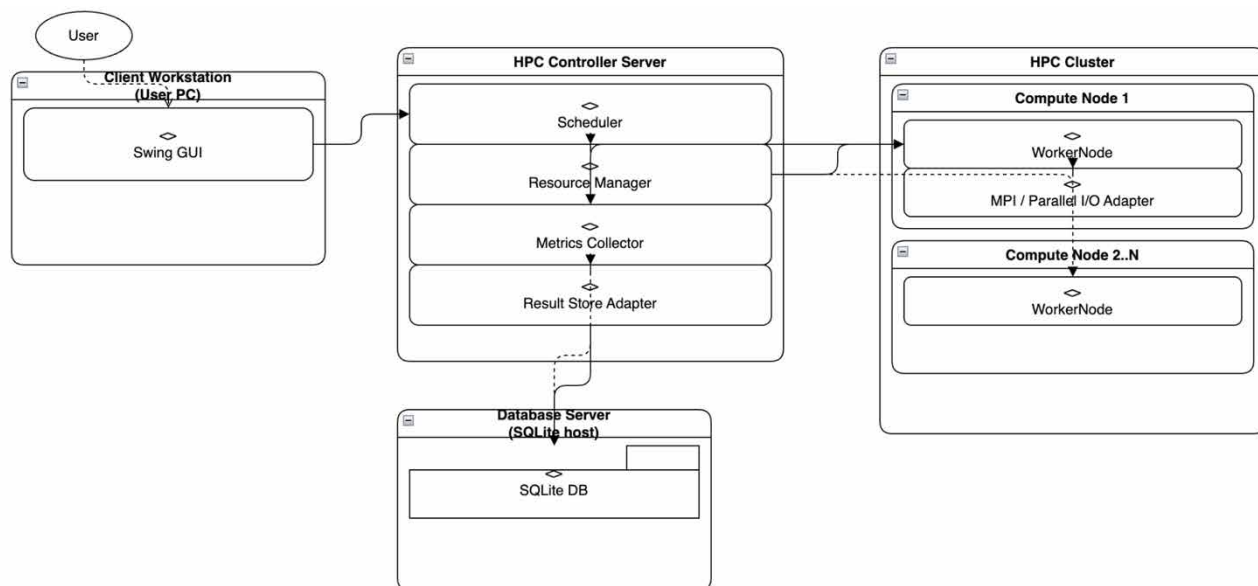 User
Client Workstation
(User PC)
Swing GUI
HPC Controller Server
Scheduler
Resource Manager
Metrics Collector
Result Store Adapter
HPC Cluster
Compute Node 1
WorkerNode
MPI / Parallel I/O Adapter
Compute Node 2..N
WorkerNode
Database Server
(SQLite host)
SQLite DB